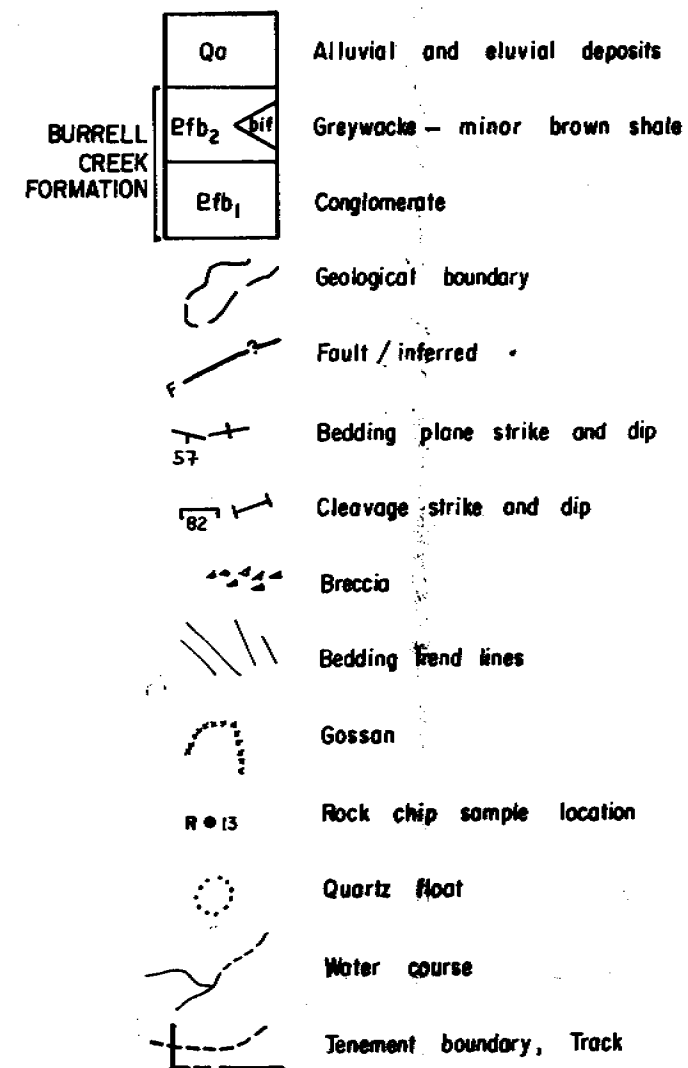 Qa Alluvial and eluvial deposits
BURRELL CREEK FORMATION
Efb2 bif Greywacke – minor brown shale
Efb1 Conglomerate
Geological boundary
F ? Fault / inferred
57 Bedding plane strike and dip
82 Cleavage strike and dip
Breccia
Bedding Trend lines
Gossan
R 13 Rock chip sample location
Quartz float
Water course
Tenement boundary, Track